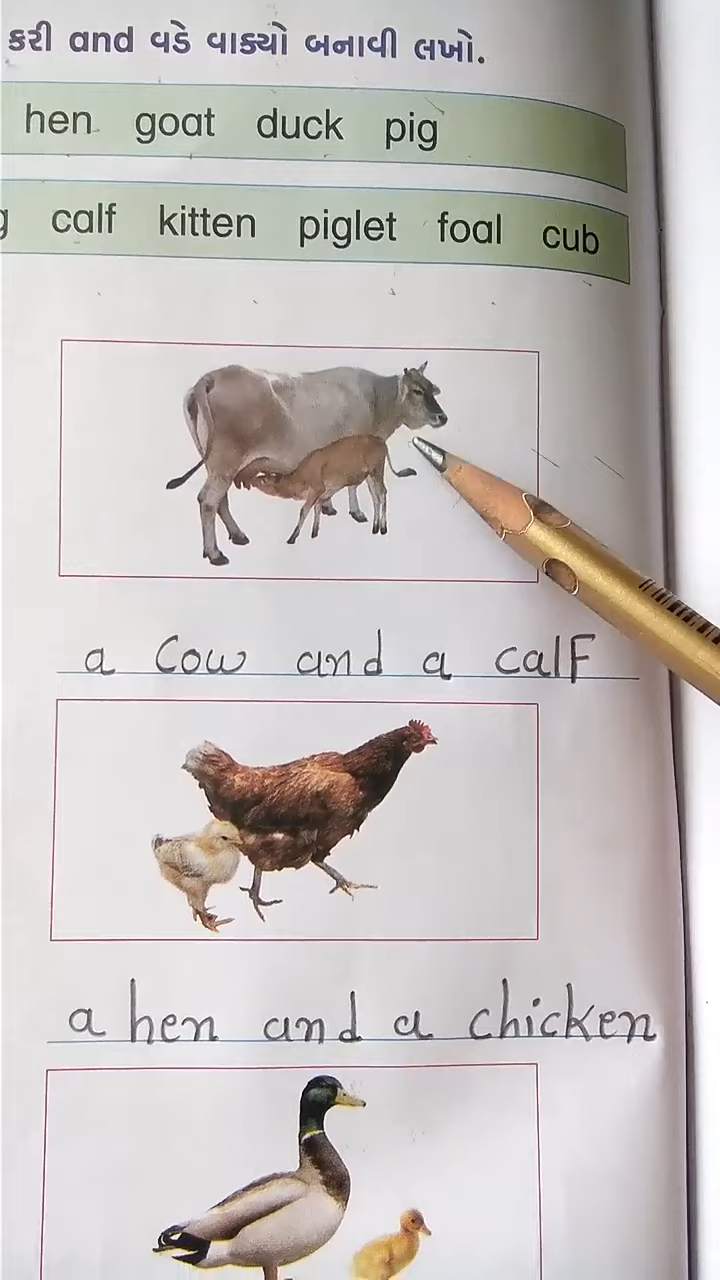 કરી and વડે વાક્યો બનાવી લખો.
hen goat duck pig
g calf kitten piglet foal cub
a cow and a calF
a hen and a chicken